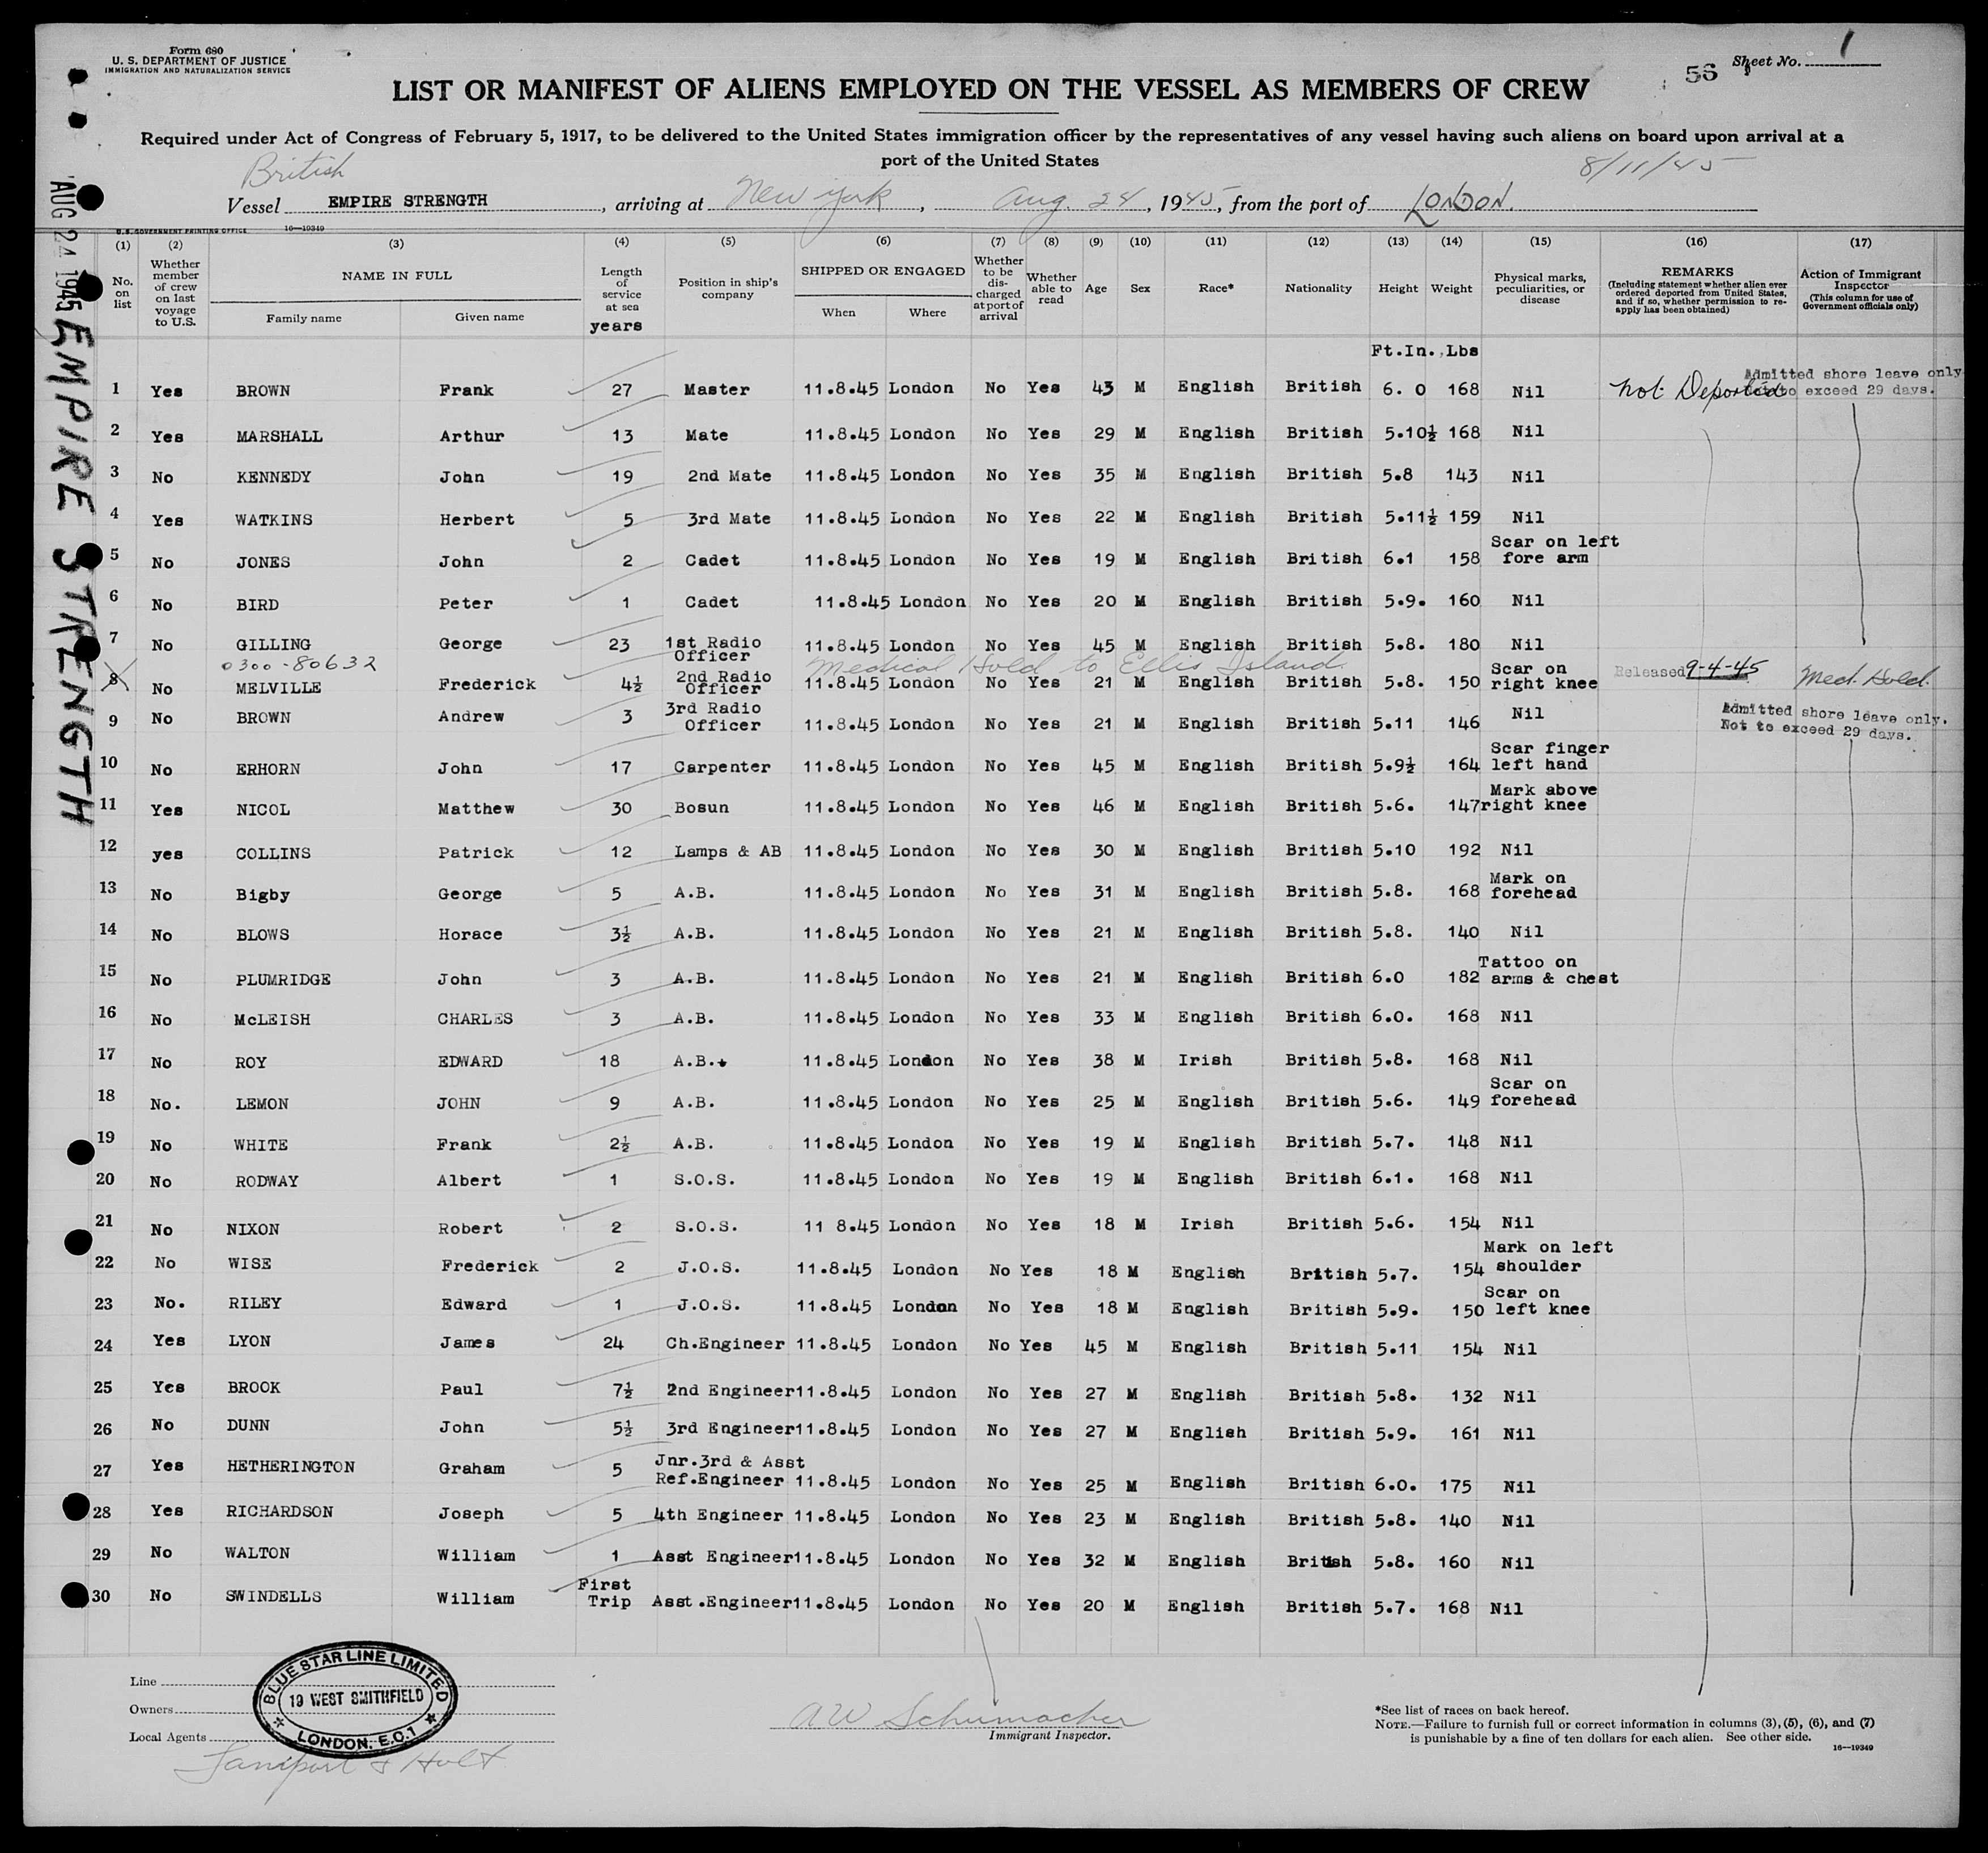 Form 680
U. S. DEPARTMENT OF JUSTICE
IMMIGRATION AND NATURALIZATION SERVICE
Sheet No. 1
56
LIST OR MANIFEST OF ALIENS EMPLOYED ON THE VESSEL AS MEMBERS OF CREW
Required under Act of Congress of February 5, 1917, to be delivered to the United States immigration officer by the representatives of any vessel having such aliens on board upon arrival at a
port of the United States
British
8/11/45
Vessel EMPIRE STRENGTH, arriving at New York, Aug. 24, 1945, from the port of LONDON.
AUG 24 1945
EMPIRE STRENGTH
U.S. GOVERNMENT PRINTING OFFICE 16—19349
(1) (2) (3) (4) (5) (6) (7) (8) (9) (10) (11) (12) (13) (14) (15) (16) (17)
No. on list
Whether member of crew on last voyage to U.S.
NAME IN FULL
Family name Given name
Length of service at sea
years
Position in ship's company
SHIPPED OR ENGAGED
When Where
Whether to be discharged at port of arrival
Whether able to read
Age
Sex
Race*
Nationality
Height
Weight
Physical marks, peculiarities, or disease
REMARKS
(Including statement whether alien ever ordered deported from United States, and if so, whether permission to re-apply has been obtained)
Action of Immigrant Inspector
(This column for use of Government officials only)
Ft.In. Lbs
1 Yes BROWN Frank 27 Master 11.8.45 London No Yes 43 M English British 6. 0 168 Nil Not Deported Admitted shore leave only
Not to exceed 29 days.
2 Yes MARSHALL Arthur 13 Mate 11.8.45 London No Yes 29 M English British 5.10½ 168 Nil
3 No KENNEDY John 19 2nd Mate 11.8.45 London No Yes 35 M English British 5.8 143 Nil
4 Yes WATKINS Herbert 5 3rd Mate 11.8.45 London No Yes 22 M English British 5.11½ 159 Nil
5 No JONES John 2 Cadet 11.8.45 London No Yes 19 M English British 6.1 158 Scar on left fore arm
6 No BIRD Peter 1 Cadet 11.8.45 London No Yes 20 M English British 5.9. 160 Nil
7 No GILLING George 23 1st Radio Officer 11.8.45 London No Yes 45 M English British 5.8. 180 Nil
0300-80632 Medical Hold to Ellis Island
8 No MELVILLE Frederick 4½ 2nd Radio Officer 11.8.45 London No Yes 21 M English British 5.8. 150 Scar on right knee Released 9-4-45 Med. Hold.
9 No BROWN Andrew 3 3rd Radio Officer 11.8.45 London No Yes 21 M English British 5.11 146 Nil Admitted shore leave only.
Not to exceed 29 days.
10 No ERHORN John 17 Carpenter 11.8.45 London No Yes 45 M English British 5.9½ 164 Scar finger left hand
11 Yes NICOL Matthew 30 Bosun 11.8.45 London No Yes 46 M English British 5.6. 147 Mark above right knee
12 yes COLLINS Patrick 12 Lamps & AB 11.8.45 London No Yes 30 M English British 5.10 192 Nil
13 No Bigby George 5 A.B. 11.8.45 London No Yes 31 M English British 5.8. 168 Mark on forehead
14 No BLOWS Horace 3½ A.B. 11.8.45 London No Yes 21 M English British 5.8. 140 Nil
15 No PLUMRIDGE John 3 A.B. 11.8.45 London No Yes 21 M English British 6.0 182 Tattoo on arms & chest
16 No McLEISH CHARLES 3 A.B. 11.8.45 London No Yes 33 M English British 6.0. 168 Nil
17 No ROY EDWARD 18 A.B. 11.8.45 London No Yes 38 M Irish British 5.8. 168 Nil
18 No. LEMON JOHN 9 A.B. 11.8.45 London No Yes 25 M English British 5.6. 149 Scar on forehead
19 No WHITE Frank 2½ A.B. 11.8.45 London No Yes 19 M English British 5.7. 148 Nil
20 No RODWAY Albert 1 S.O.S. 11.8.45 London No Yes 19 M English British 6.1. 168 Nil
21 No NIXON Robert 2 S.O.S. 11 8.45 London No Yes 18 M Irish British 5.6. 154 Nil
22 No WISE Frederick 2 J.O.S. 11.8.45 London No Yes 18 M English British 5.7. 154 Mark on left shoulder
23 No. RILEY Edward 1 J.O.S. 11.8.45 London No Yes 18 M English British 5.9. 150 Scar on left knee
24 Yes LYON James 24 Ch.Engineer 11.8.45 London No Yes 45 M English British 5.11 154 Nil
25 Yes BROOK Paul 7½ 2nd Engineer 11.8.45 London No Yes 27 M English British 5.8. 132 Nil
26 No DUNN John 5½ 3rd Engineer 11.8.45 London No Yes 27 M English British 5.9. 161 Nil
27 Yes HETHERINGTON Graham 5 Jnr.3rd & Asst Ref.Engineer 11.8.45 London No Yes 25 M English British 6.0. 175 Nil
28 Yes RICHARDSON Joseph 5 4th Engineer 11.8.45 London No Yes 23 M English British 5.8. 140 Nil
29 No WALTON William 1 Asst Engineer 11.8.45 London No Yes 32 M English British 5.8. 160 Nil
30 No SWINDELLS William First Trip Asst.Engineer 11.8.45 London No Yes 20 M English British 5.7. 168 Nil
Line
Owners
Local Agents
BLUE STAR LINE LIMITED
19 WEST SMITHFIELD
LONDON, E.C.1
Lamport & Holt
A W Schumacher
Immigrant Inspector.
*See list of races on back hereof.
NOTE.—Failure to furnish full or correct information in columns (3), (5), (6), and (7)
is punishable by a fine of ten dollars for each alien. See other side.
16—19349